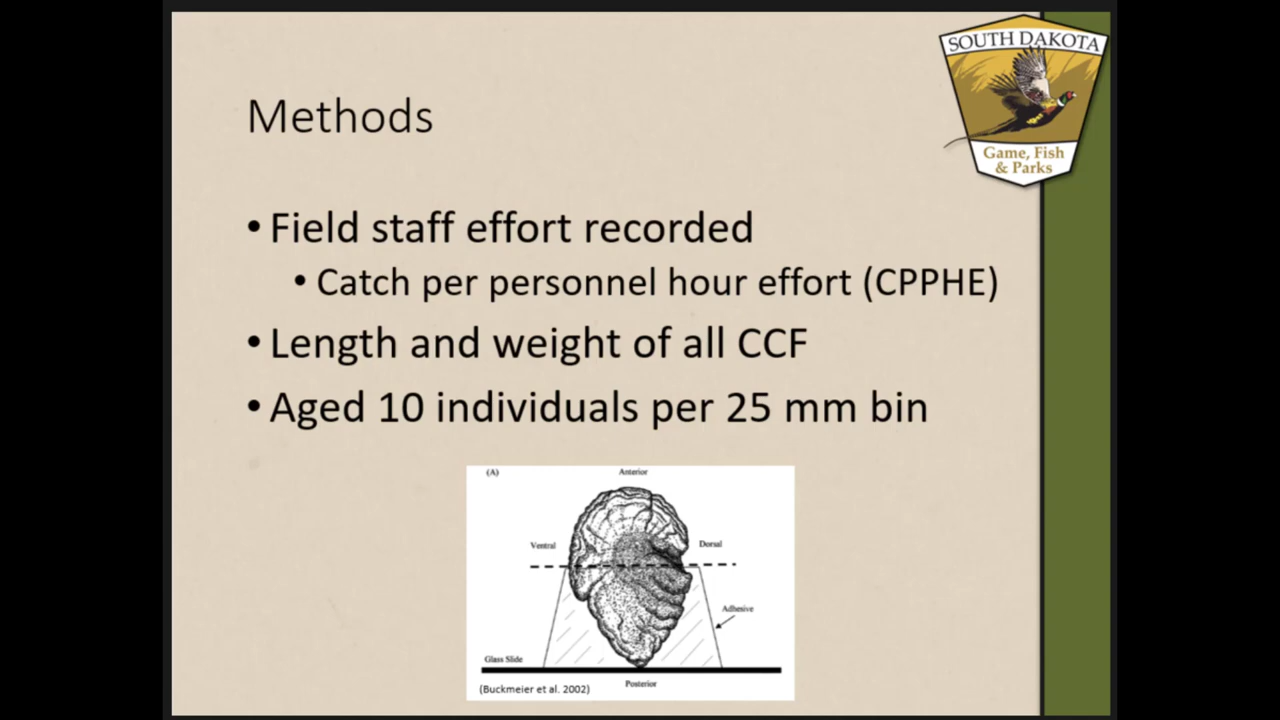 SOUTH DAKOTA
Game, Fish
& Parks
Methods
• Field staff effort recorded
• Catch per personnel hour effort (CPPHE)
• Length and weight of all CCF
• Aged 10 individuals per 25 mm bin
(A)
Anterior
Ventral
Dorsal
Adhesive
Glass Slide
Posterior
(Buckmeier et al. 2002)